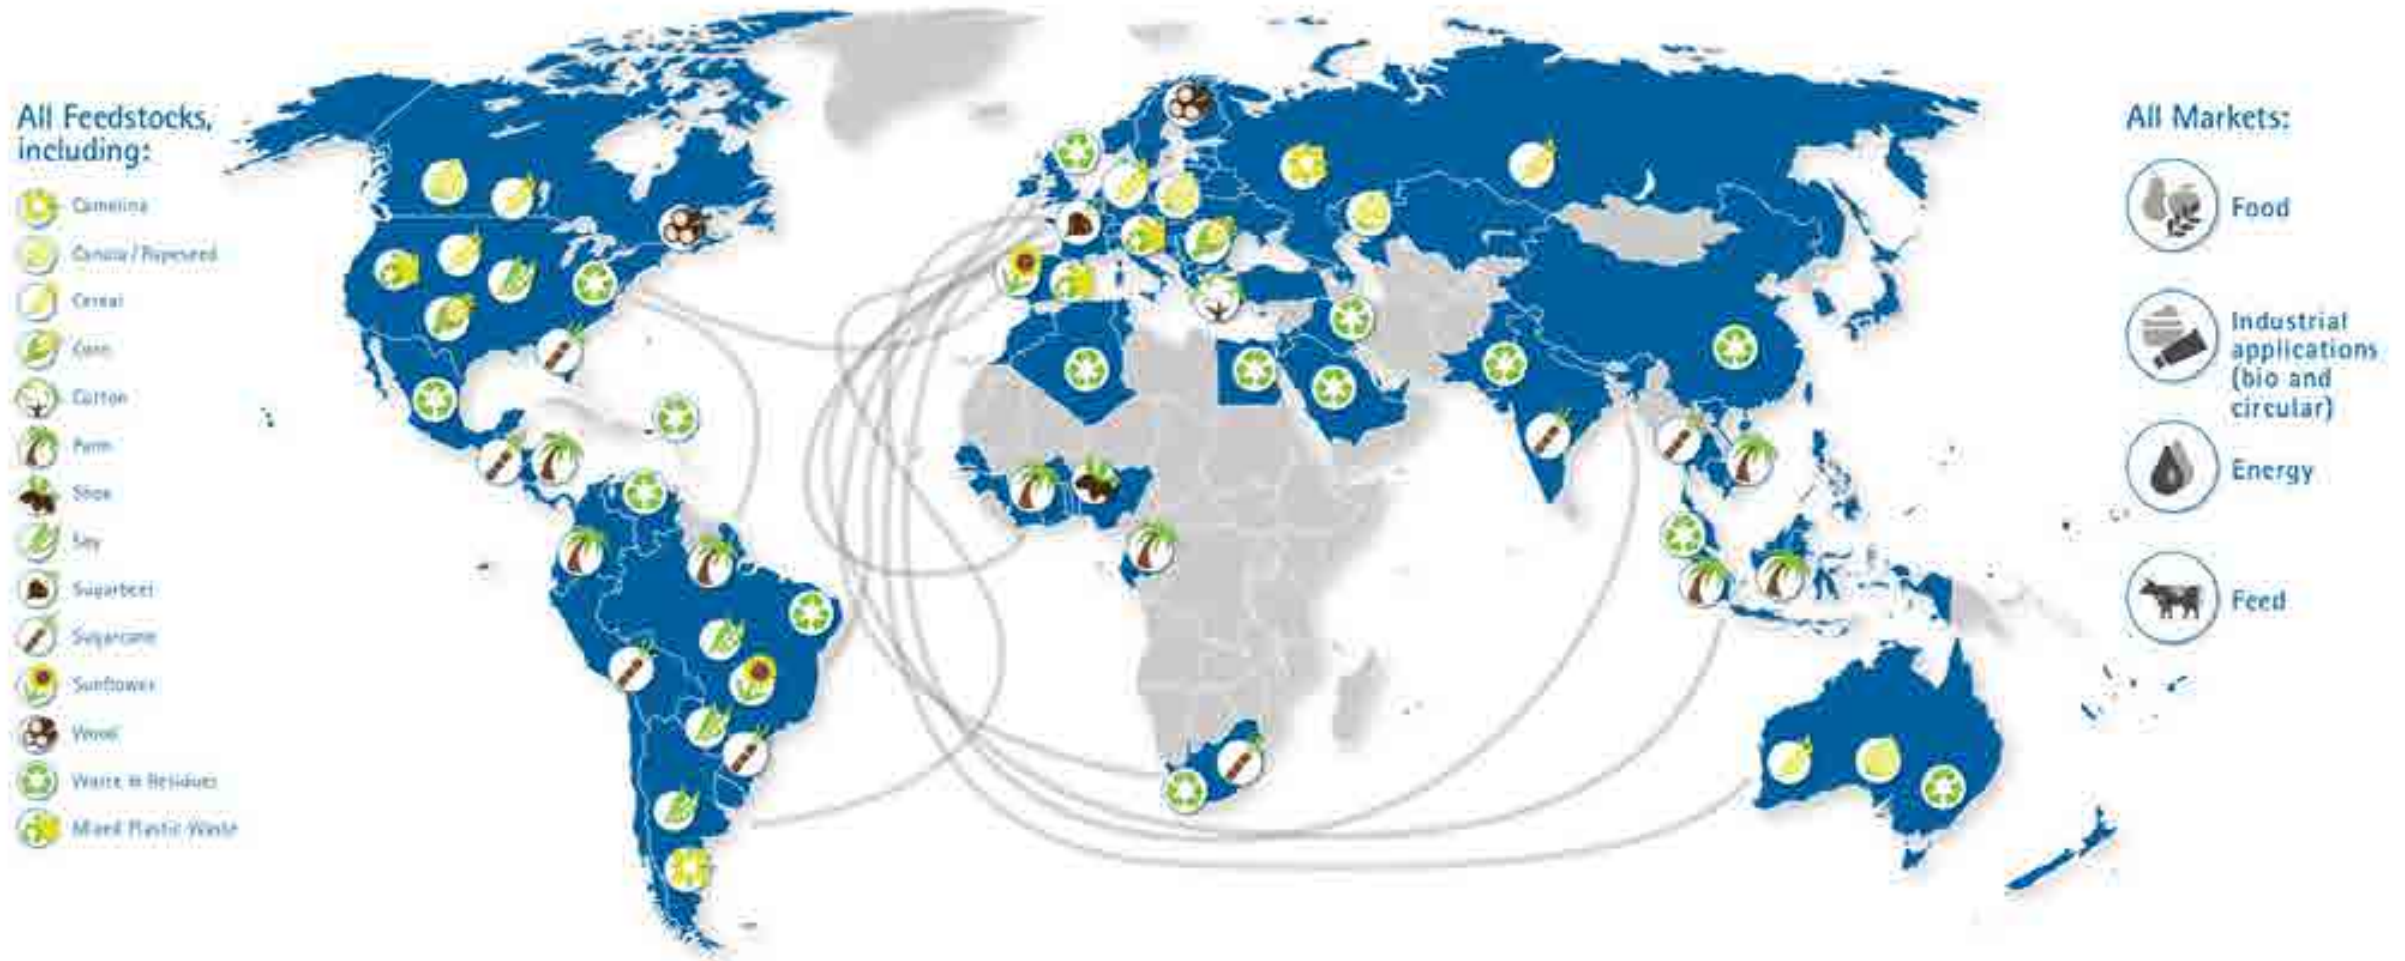 All Feedstocks,
including:
Camelina
Canola / Rapeseed
Cereal
Corn
Cotton
Palm
Shea
Soy
Sugarbeet
Sugarcane
Sunflower
Wood
Waste & Residues
Mixed Plastic Waste
All Markets:
Food
Industrial
applications
(bio and
circular)
Energy
Feed